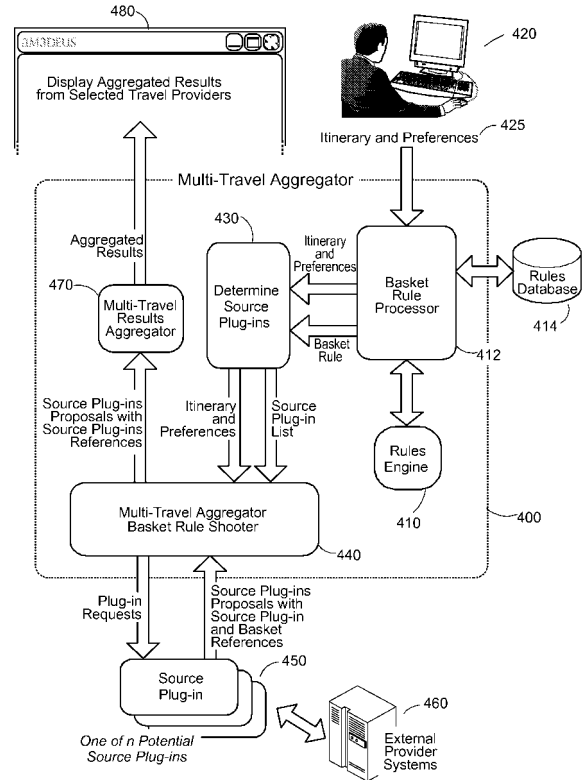 480
AMADEUS
Display Aggregated Results
from Selected Travel Providers
420
Itinerary and Preferences
425
Multi-Travel Aggregator
430
Aggregated
Results
Itinerary
and
Preferences
470
Multi-Travel
Results
Aggregator
Determine
Source
Plug-ins
Basket
Rule
Processor
Rules
Database
414
Basket
Rule
412
Source Plug-ins
Proposals with
Source Plug-ins
References
Itinerary
and
Preferences
Source
Plug-in
List
Rules
Engine
410
Multi-Travel Aggregator
Basket Rule Shooter
400
440
Plug-in
Requests
Source Plug-ins
Proposals with
Source Plug-in
and Basket
References
450
Source
Plug-in
460
One of n Potential
Source Plug-ins
External
Provider
Systems